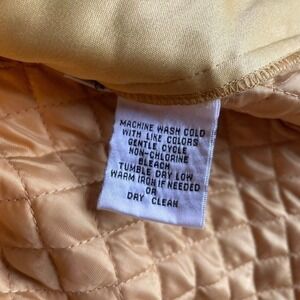 MACHINE WASH COLD
WITH LIKE COLORS
GENTLE CYCLE
NON-CHLORINE
BLEACH
TUMBLE DRY LOW
WARM IRON IF NEEDED
OR
DRY CLEAN